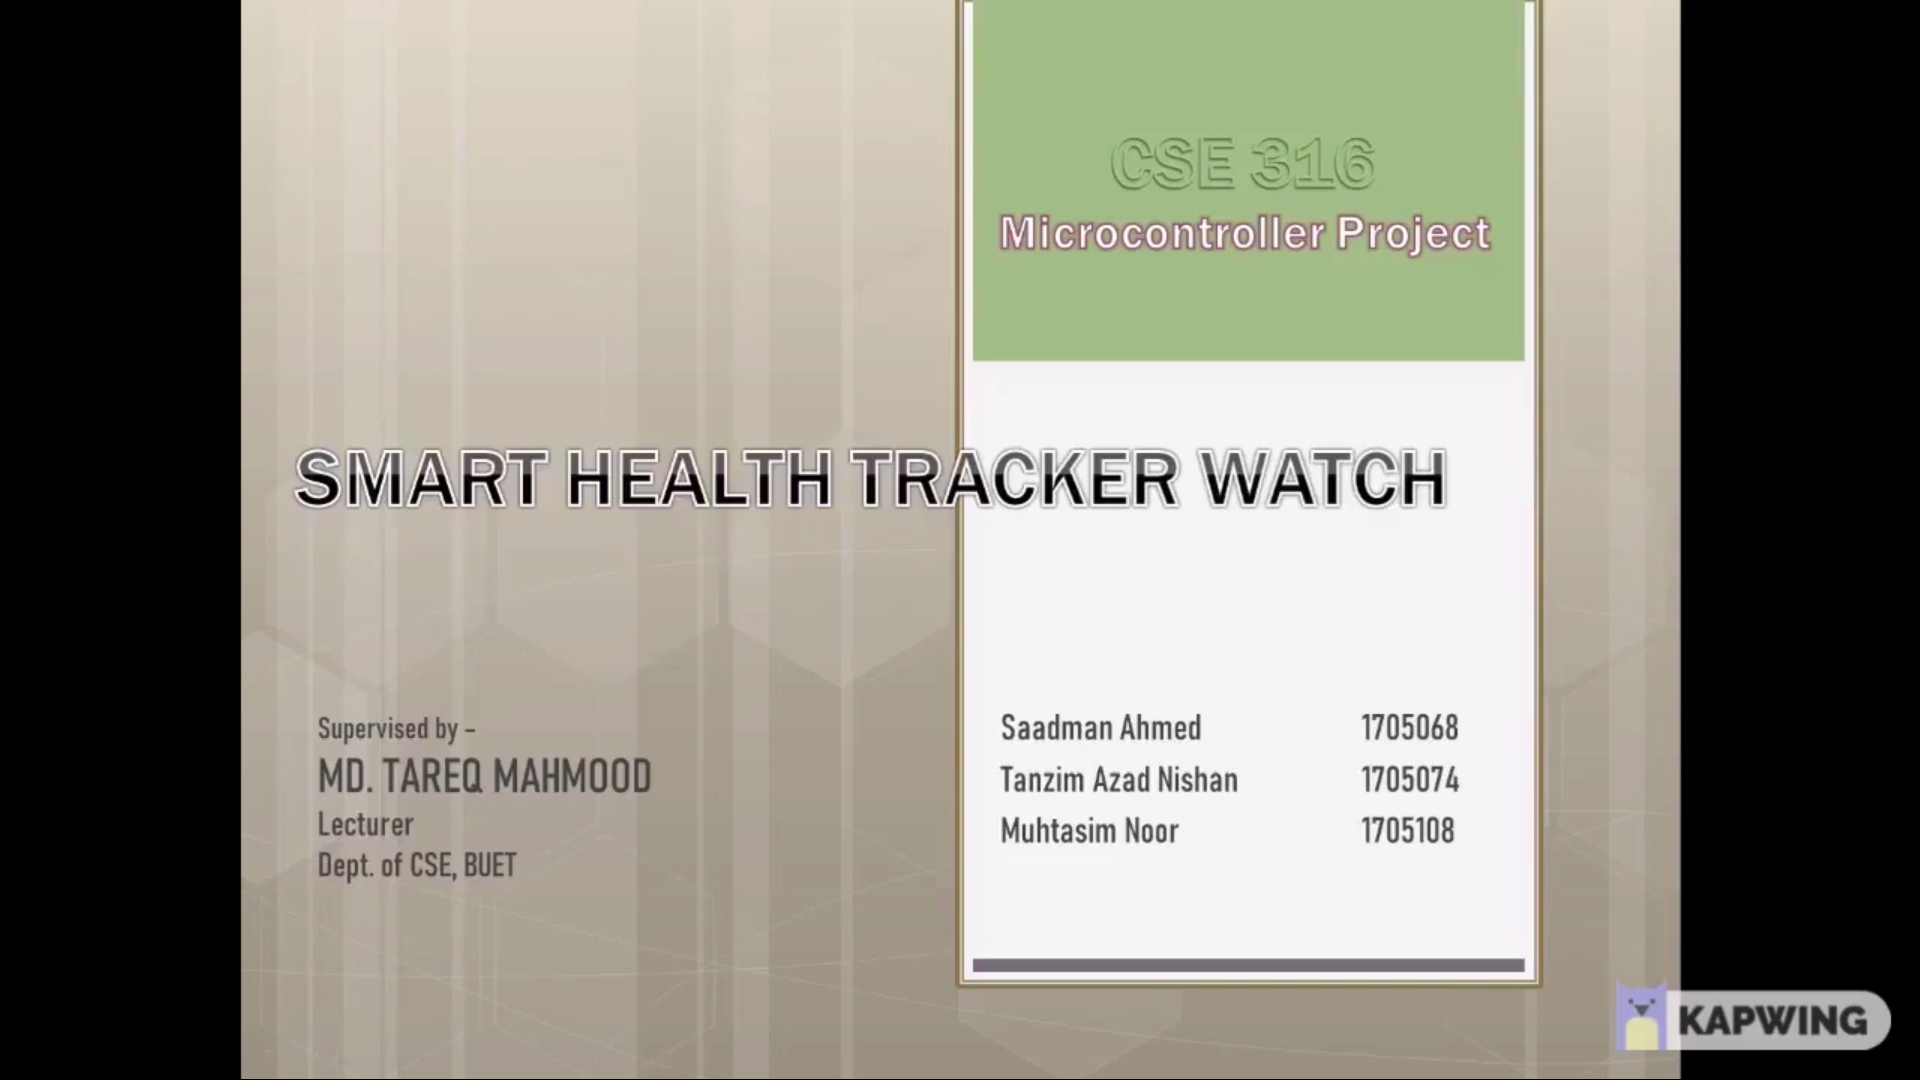 CSE 316
Microcontroller Project
SMART HEALTH TRACKER WATCH
Supervised by –
MD. TAREQ MAHMOOD
Lecturer
Dept. of CSE, BUET
Saadman Ahmed 1705068
Tanzim Azad Nishan 1705074
Muhtasim Noor 1705108
KAPWING